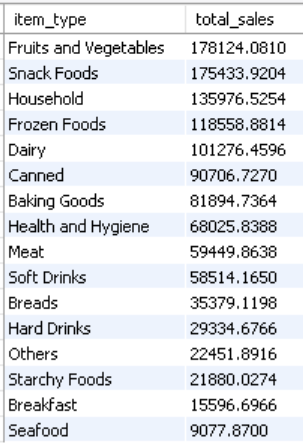 item_type total_sales
Fruits and Vegetables 178124.0810
Snack Foods 175433.9204
Household 135976.5254
Frozen Foods 118558.8814
Dairy 101276.4596
Canned 90706.7270
Baking Goods 81894.7364
Health and Hygiene 68025.8388
Meat 59449.8638
Soft Drinks 58514.1650
Breads 35379.1198
Hard Drinks 29334.6766
Others 22451.8916
Starchy Foods 21880.0274
Breakfast 15596.6966
Seafood 9077.8700